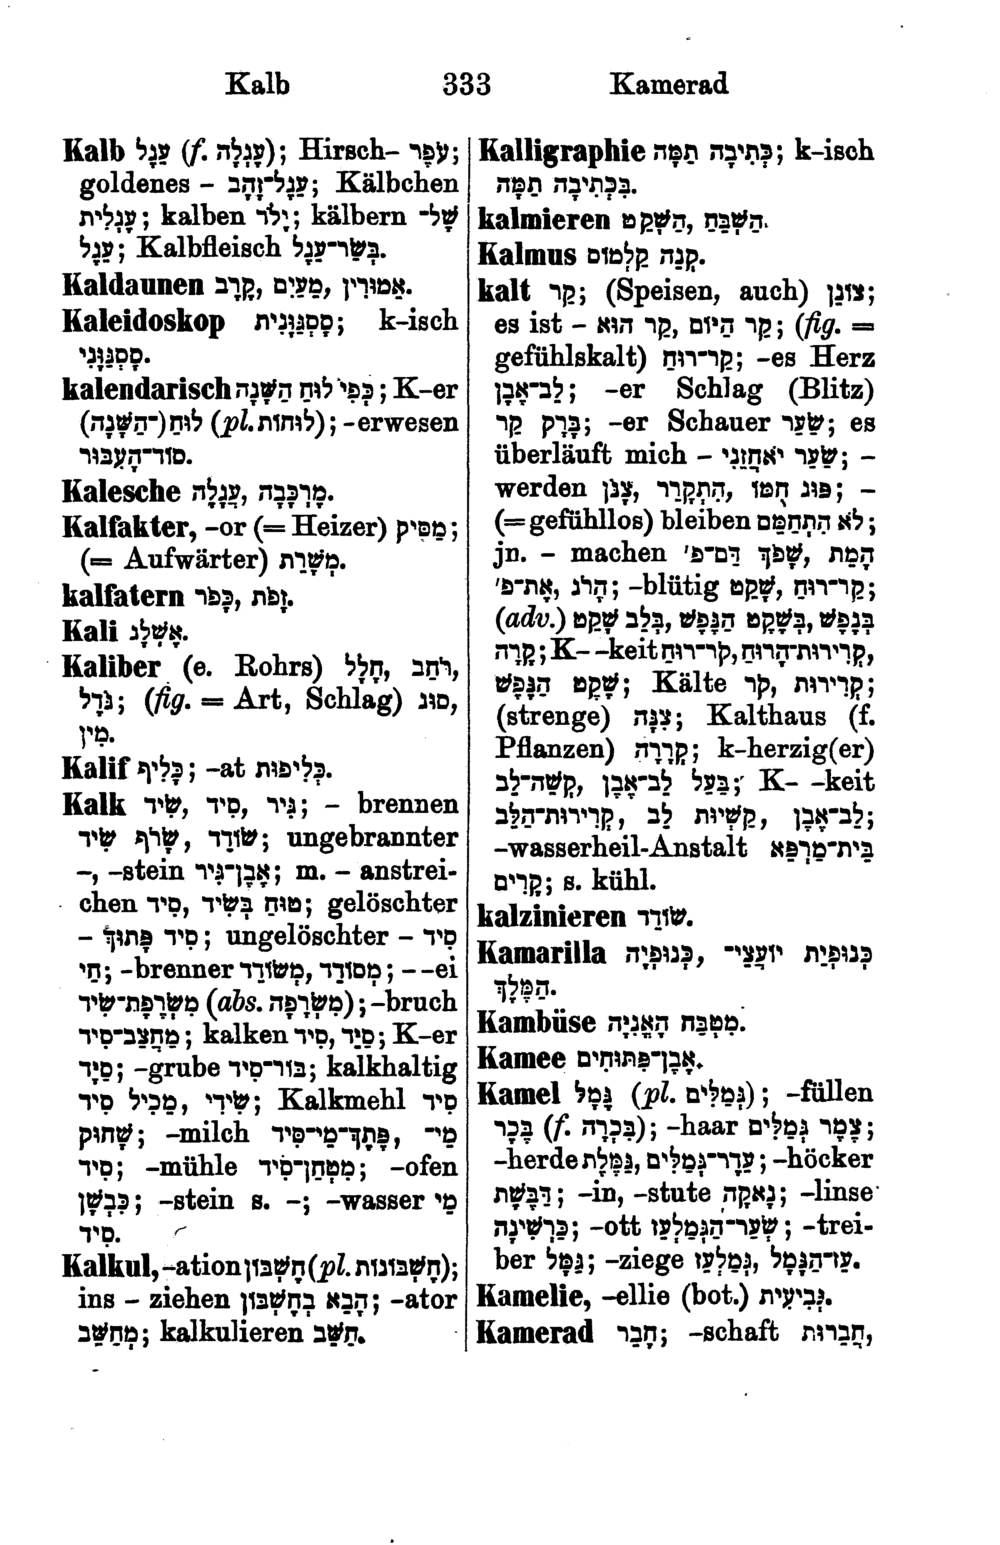 Kalb 333 Kamerad
Kalb עֵגֶל (f. עֶגְלָה); Hirsch- עֹפֶר;
goldenes – עֵגֶל־זָהָב; Kälbchen
עֶגְלִית; kalben יָלֹד; kälbern שֶׁל־
עֵגֶל; Kalbfleisch בְּשַׂר־עֵגֶל.
Kaldaunen קֶרֶב, מֵעַיִם, אֲמוּרִין.
Kaleidoskop סַסְגּוֹנִית; k-isch
סַסְגּוֹנִי.
kalendarisch כְּפִי לוּחַ הַשָּׁנָה; K-er
לוּחַ(־הַשָּׁנָה) (pl. לוּחוֹת); -erwesen
סוֹד־הָעִבּוּר.
Kalesche מֶרְכָּבָה, עֲגָלָה.
Kalfakter, -or (= Heizer) מַסִּיק;
(= Aufwärter) מְשָׁרֵת.
kalfatern זָפֹת, כָּפֹר.
Kali אֶשְׁלָג.
Kaliber (e. Rohrs) רֹחַב, חָלָל,
גֹּדֶל; (fig. = Art, Schlag) סוּג,
מִין.
Kalif כָּלִיף; -at כְּלִיפוּת.
Kalk גִּיר, סִיד, שִׂיד; – brennen
שָׂרֹף שִׂיד, שׂוֹדֵד; ungebrannter
–, -stein אֶבֶן־גִּיר; m. – anstrei-
chen טוּחַ בְּשִׂיד, סִיד; gelöschter
– סִיד פָּתוּךְ; ungelöschter – סִיד
חַי; -brenner מְסוֹדֵד, מְשׂוֹדֵד; --ei
מִשְׂרֶפֶת־שִׂיד (abs. מִשְׂרָפָה); -bruch
מַחְצַב־סִיד; kalken סִיֵּד, סִיד; K-er
סַיָּד; -grube בּוֹר־סִיד; kalkhaltig
שִׂידִי, מֵכִיל סִיד; Kalkmehl סִיד
שָׁחוּק; -milch פֶּתֶךְ־מֵי־סִיד, מֵי־
סִיד; -mühle מִטְחַן־סִיד; -ofen
כִּבְשָׁן; -stein s. –; -wasser מֵי
סִיד.
Kalkul, -ation חֶשְׁבּוֹן (pl. חֶשְׁבּוֹנוֹת);
ins – ziehen הָבֵא בְחֶשְׁבּוֹן; -ator
מְחַשֵּׁב; kalkulieren חַשֵּׁב.
Kalligraphie כְּתִיבָה תַמָּה; k-isch
בִּכְתִיבָה תַמָּה.
kalmieren הַשְׁבֵּחַ, הַשְׁקֵט.
Kalmus קְנֵה קַלְמוֹס.
kalt קַר; (Speisen, auch) צוֹנֵן;
es ist – קַר הַיּוֹם, קַר הוּא; (fig. =
gefühlskalt) קַר־רוּחַ; -es Herz
לֶב־אֶבֶן; -er Schlag (Blitz)
בָּרָק קַר; -er Schauer שַׂעַר; es
überläuft mich – שַׂעַר יֹאחֲזֵנִי; –
werden צָנֹן, הִתְקָרֵר, פּוּג חֻמּוֹ; –
(= gefühllos) bleiben לֹא הִתְחַמֵּם;
jn. – machen שָׁפֹךְ דַּם־פ', הָמֵת
אֶת־פ', הָרֹג; -blütig קַר־רוּחַ, שָׁקֵט;
(adv.) בְּנֶפֶשׁ, בְּשֶׁקֶט הַנֶּפֶשׁ, בְּלֵב שָׁקֵט
קָרָה; K- -keit קְרִירוּת־הָרוּחַ, קֹר־רוּחַ,
שֶׁקֶט הַנֶּפֶשׁ; Kälte קֹר, קְרִירוּת;
(strenge) צִנָּה; Kalthaus (f.
Pflanzen) קְרָרָה; k-herzig(er)
בַּעַל לֶב־אֶבֶן, קְשֵׁה־לֵב; K- -keit
לֶב־אֶבֶן, קַשְׁיוּת לֵב, קְרִירוּת־הַלֵּב;
-wasserheil-Anstalt בֵּית־מַרְפֵּא
קָרִים; s. kühl.
kalzinieren שׂוֹדֵד.
Kamarilla כְּנוּפְיָה, כְּנוּפְיַת יוֹעֲצֵי־
הַמֶּלֶךְ.
Kambüse מִטְבַּח הָאֳנִיָּה.
Kamee אֶבֶן־פִּתּוּחִים.
Kamel גָּמָל (pl. גְּמַלִּים); -füllen
בֶּכֶר (f. בִּכְרָה); -haar צֶמֶר גְּמַלִּים;
-herde עֵדֶר־גְּמַלִּים, גַּמֶּלֶת; -höcker
דַּבֶּשֶׁת; -in, -stute נָאקָה; -linse
כַּרְשִׁינָה; -ott שְׂעַר־הַגַּמְלְעֵז; -trei-
ber גַּמָּל; -ziege עֵז־הַגָּמָל, גַּמְלְעֵז.
Kamelie, -ellie (bot.) גְּבִיעִית.
Kamerad חָבֵר; -schaft חֲבֵרוּת,